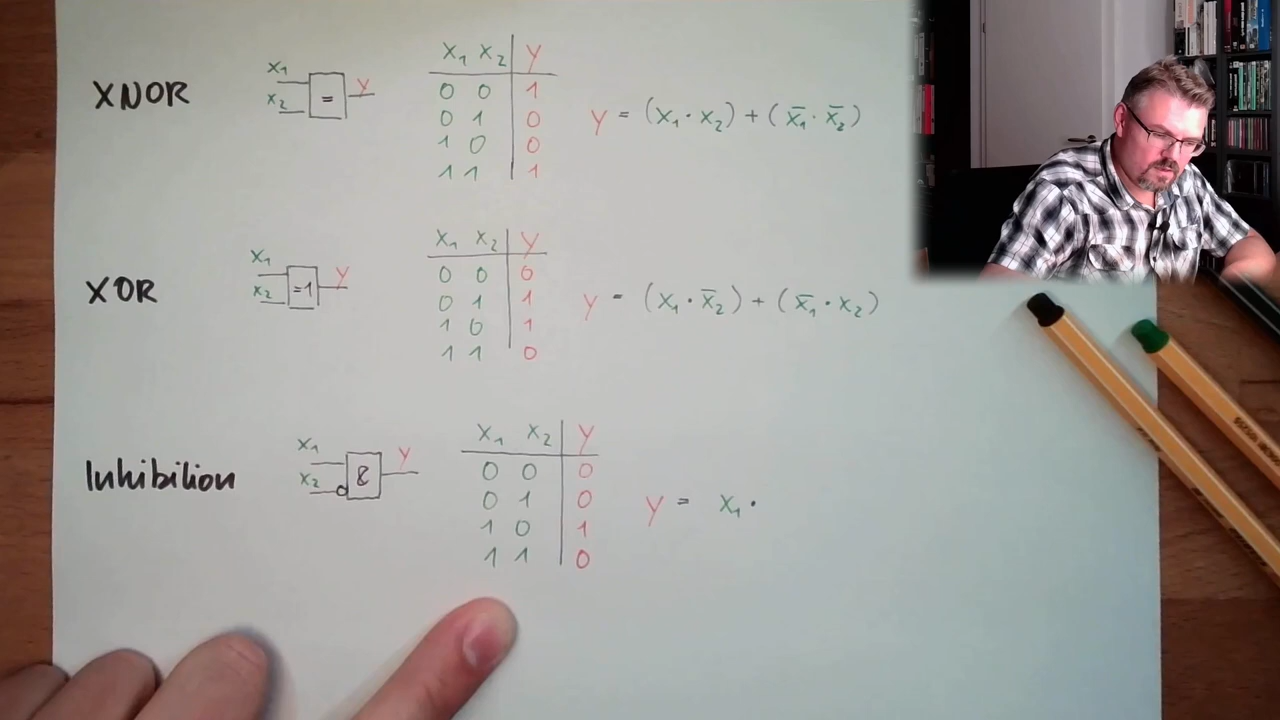 XNOR
x₁
x₂
=
y
x₁ x₂ y
0 0 1
0 1 0
1 0 0
1 1 1
y = (x₁ · x₂) + (x̅₁ · x̅₂)
XOR
x₁
x₂
=1
y
x₁ x₂ y
0 0 0
0 1 1
1 0 1
1 1 0
y = (x₁ · x̅₂) + (x̅₁ · x₂)
Inhibition
x₁
x₂
&
y
x₁ x₂ y
0 0 0
0 1 0
1 0 1
1 1 0
y = x₁ ·